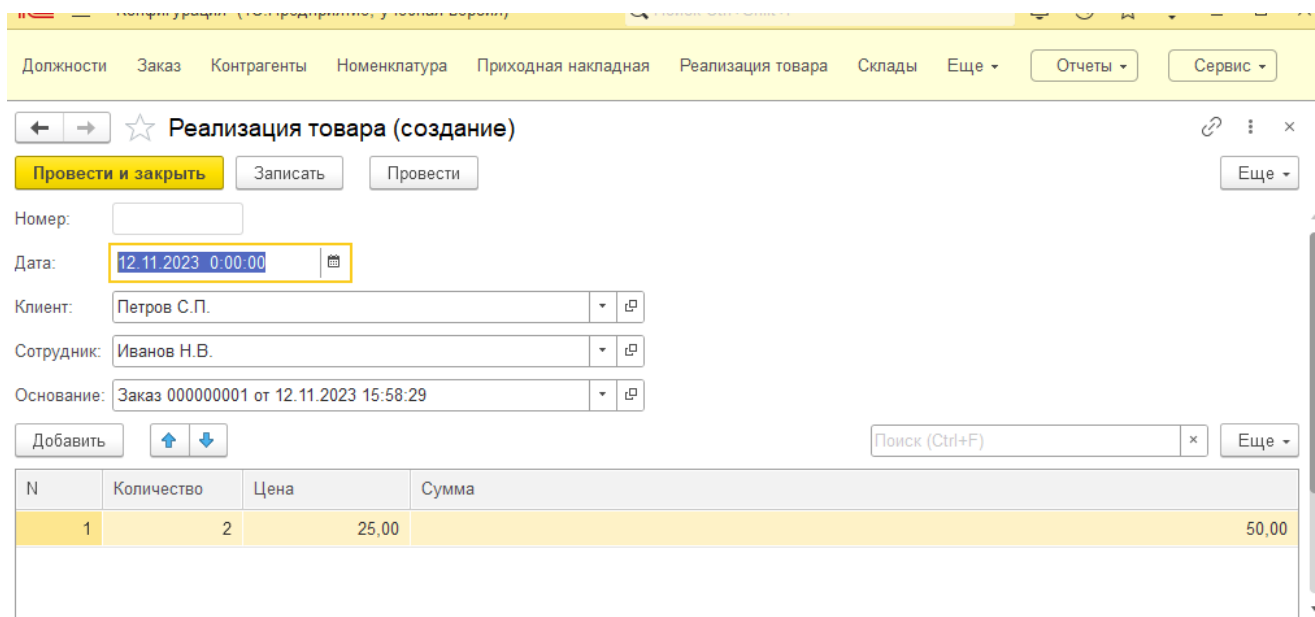 Должности Заказ Контрагенты Номенклатура Приходная накладная Реализация товара Склады Еще Отчеты Сервис
Реализация товара (создание)
Провести и закрыть Записать Провести Еще
Номер:
Дата: 12.11.2023 0:00:00
Клиент: Петров С.П.
Сотрудник: Иванов Н.В.
Основание: Заказ 000000001 от 12.11.2023 15:58:29
Добавить Поиск (Ctrl+F) × Еще
N Количество Цена Сумма
1 2 25,00 50,00